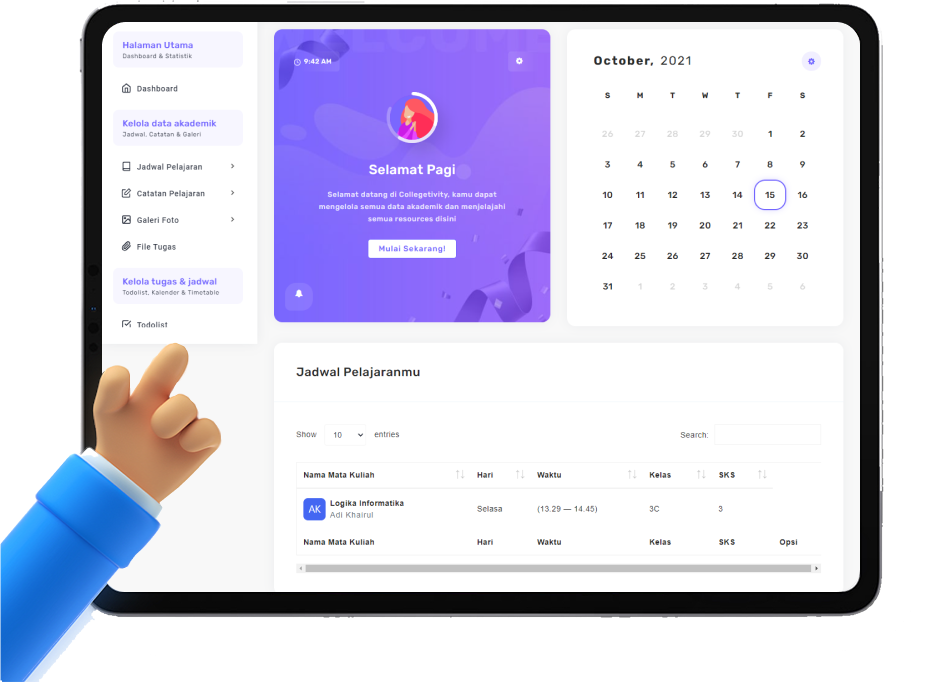 Halaman Utama
Dashboard & Statistik
Dashboard
Kelola data akademik
Jadwal, Catatan & Galeri
Jadwal Pelajaran
Catatan Pelajaran
Galeri Foto
File Tugas
Kelola tugas & jadwal
Todolist, Kalender & Timetable
Todolist
9:42 AM
Selamat Pagi
Selamat datang di Collegetivity, kamu dapat
mengelola semua data akademik dan menjelajahi
semua resources disini
Mulai Sekarang!
October, 2021
S M T W T F S
26 27 28 29 30 1 2
3 4 5 6 7 8 9
10 11 12 13 14 15 16
17 18 19 20 21 22 23
24 25 26 27 28 29 30
31 1 2 3 4 5 6
Jadwal Pelajaranmu
Show 10 entries Search:
Nama Mata Kuliah Hari Waktu Kelas SKS
AK Logika Informatika Selasa (13.29 — 14.45) 3C 3
Adi Khairul
Nama Mata Kuliah Hari Waktu Kelas SKS Opsi